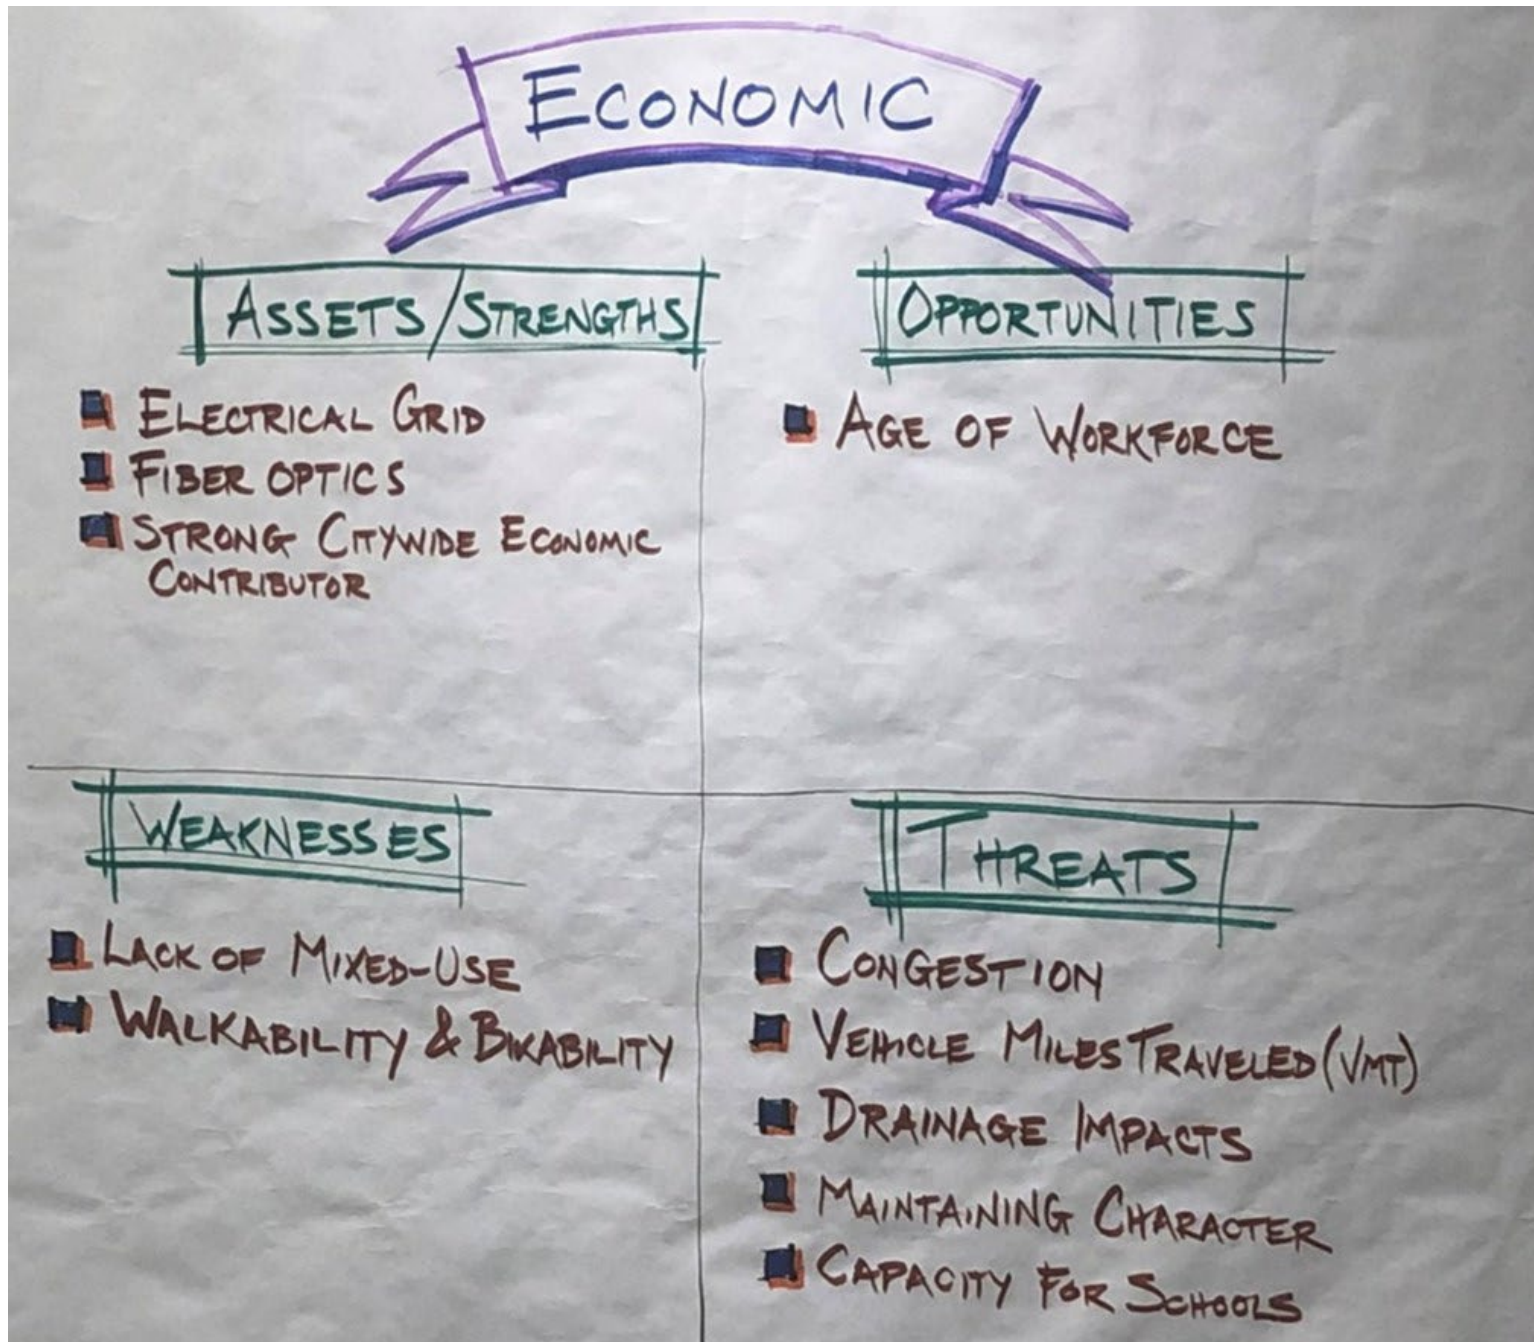 ECONOMIC
ASSETS/STRENGTHS
ELECTRICAL GRID
FIBER OPTICS
STRONG CITYWIDE ECONOMIC
CONTRIBUTOR
OPPORTUNITIES
AGE OF WORKFORCE
WEAKNESSES
LACK OF MIXED-USE
WALKABILITY & BIKABILITY
THREATS
CONGESTION
VEHICLE MILES TRAVELED (VMT)
DRAINAGE IMPACTS
MAINTAINING CHARACTER
CAPACITY FOR SCHOOLS